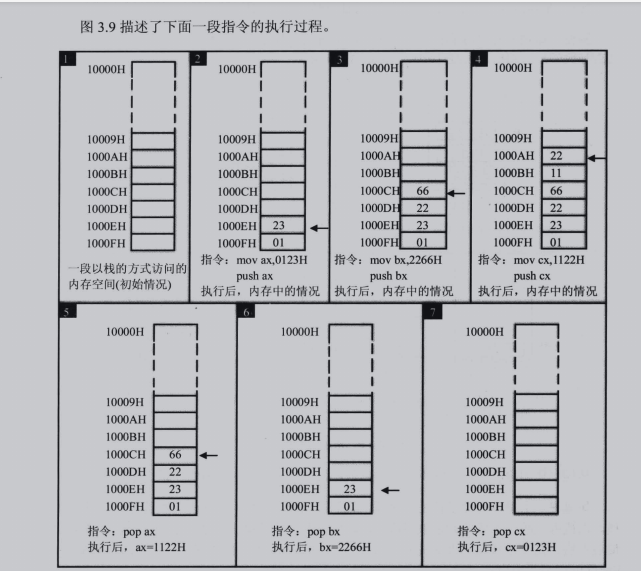 图 3.9 描述了下面一段指令的执行过程。
1
10000H
10009H
1000AH
1000BH
1000CH
1000DH
1000EH
1000FH
一段以栈的方式访问的
内存空间(初始情况)
2
10000H
10009H
1000AH
1000BH
1000CH
1000DH
1000EH 23
1000FH 01
指令：mov ax,0123H
push ax
执行后，内存中的情况
3
10000H
10009H
1000AH
1000BH
1000CH 66
1000DH 22
1000EH 23
1000FH 01
指令：mov bx,2266H
push bx
执行后，内存中的情况
4
10000H
10009H
1000AH 22
1000BH 11
1000CH 66
1000DH 22
1000EH 23
1000FH 01
指令：mov cx,1122H
push cx
执行后，内存中的情况
5
10000H
10009H
1000AH
1000BH
1000CH 66
1000DH 22
1000EH 23
1000FH 01
指令：pop ax
执行后，ax=1122H
6
10000H
10009H
1000AH
1000BH
1000CH
1000DH
1000EH 23
1000FH 01
指令：pop bx
执行后，bx=2266H
7
10000H
10009H
1000AH
1000BH
1000CH
1000DH
1000EH
1000FH
指令：pop cx
执行后，cx=0123H